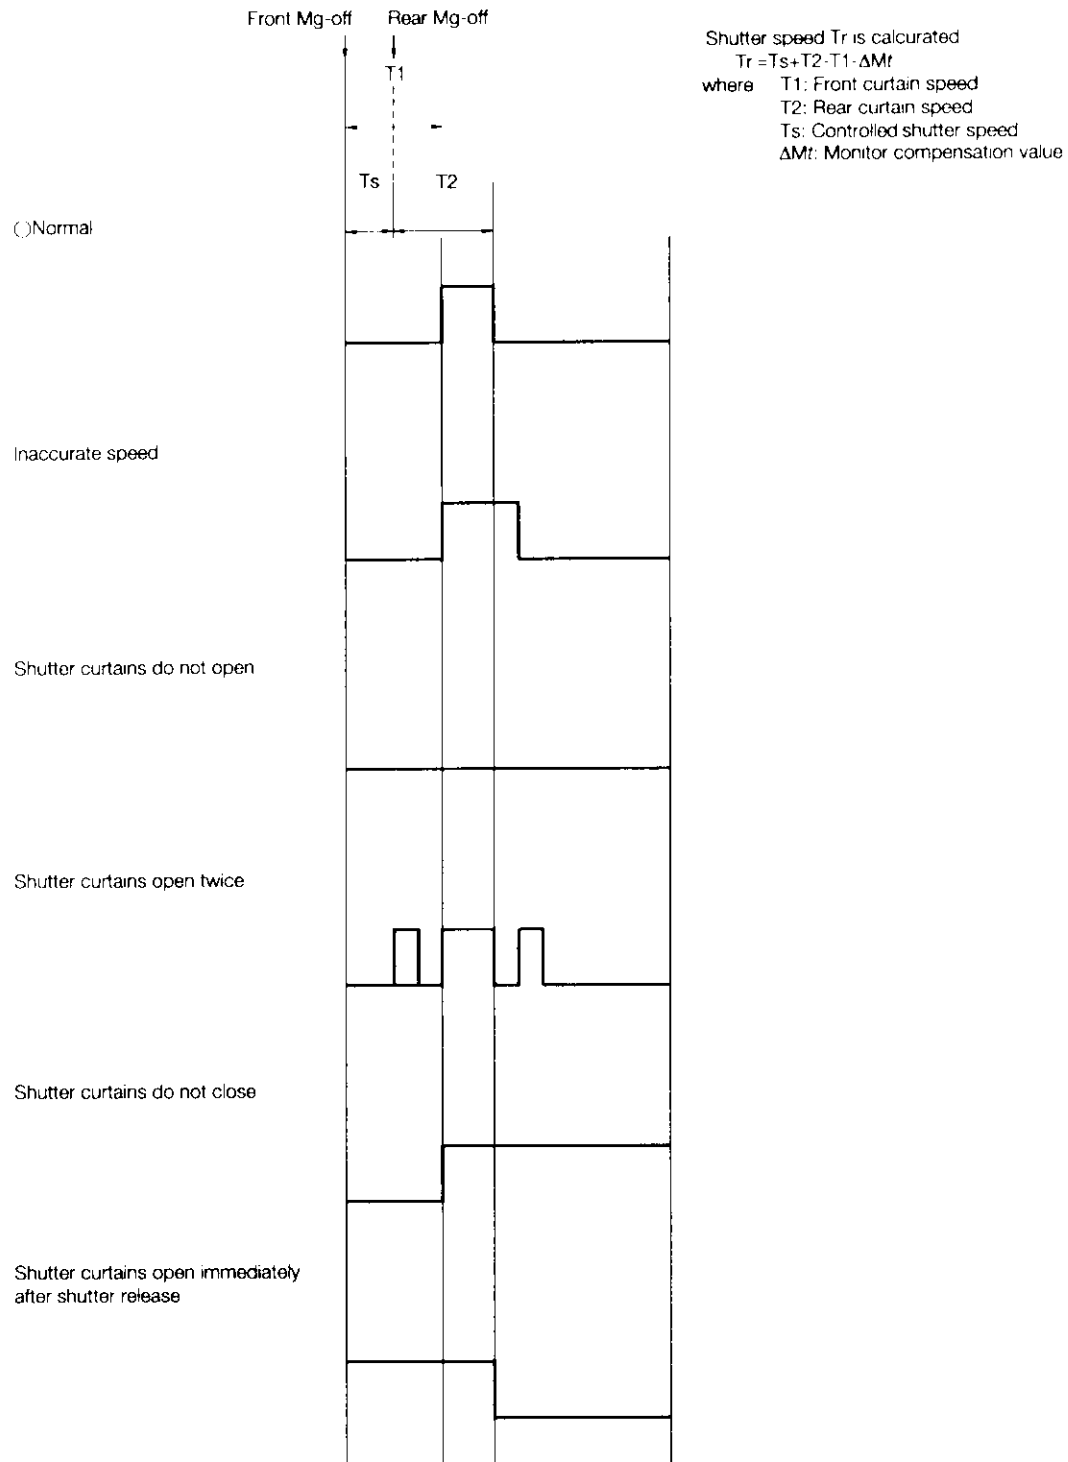 Front Mg-off Rear Mg-off
Shutter speed Tr is calcurated
Tr=Ts+T2-T1-ΔMt
where T1: Front curtain speed
T2: Rear curtain speed
Ts: Controlled shutter speed
ΔMt: Monitor compensation value
T1
Ts T2
○Normal
Inaccurate speed
Shutter curtains do not open
Shutter curtains open twice
Shutter curtains do not close
Shutter curtains open immediately
after shutter release